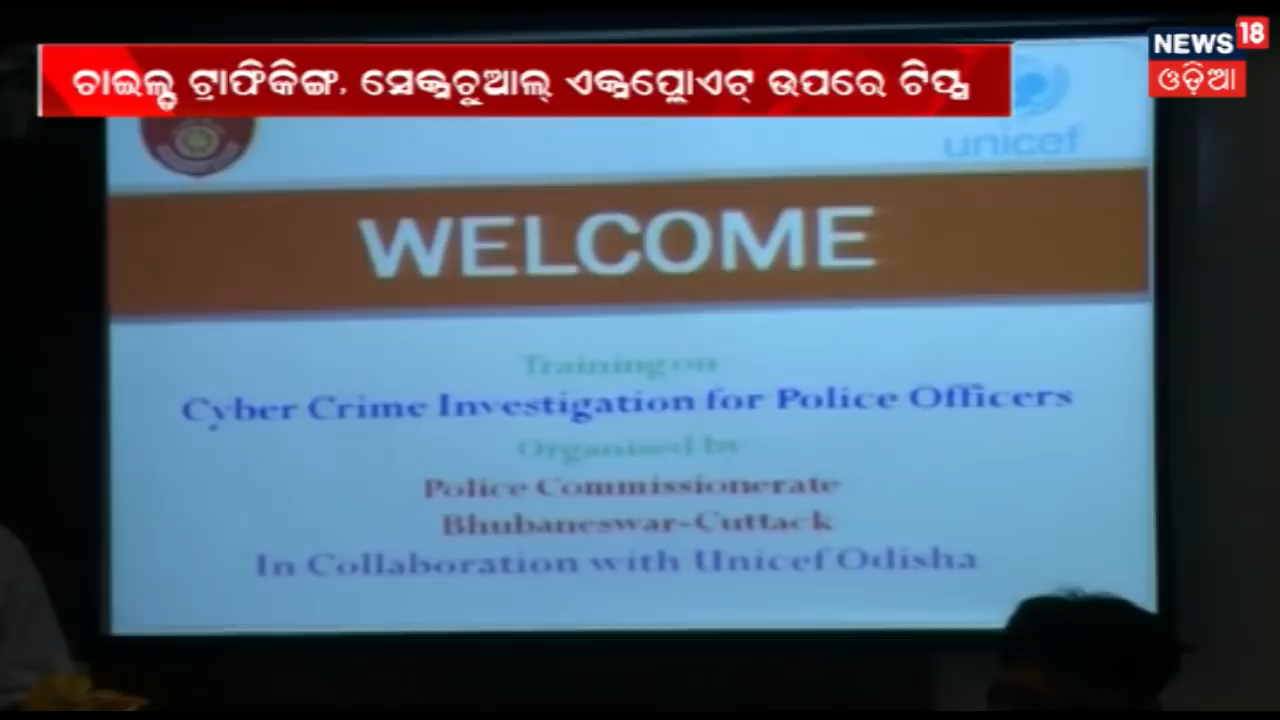 NEWS 18
ଓଡ଼ିଆ
ଚାଇଲ୍ଡ ଟ୍ରାଫିକିଙ୍ଗ, ସେକ୍ସଚୁଆଲ୍ ଏକ୍ସପ୍ଲୋଏଟ୍ ଉପରେ ଟିପ୍ସ
unicef
WELCOME
Training on
Cyber Crime Investigation for Police Officers
Organised by
Police Commissionerate
Bhubaneswar-Cuttack
In Collaboration with Unicef Odisha